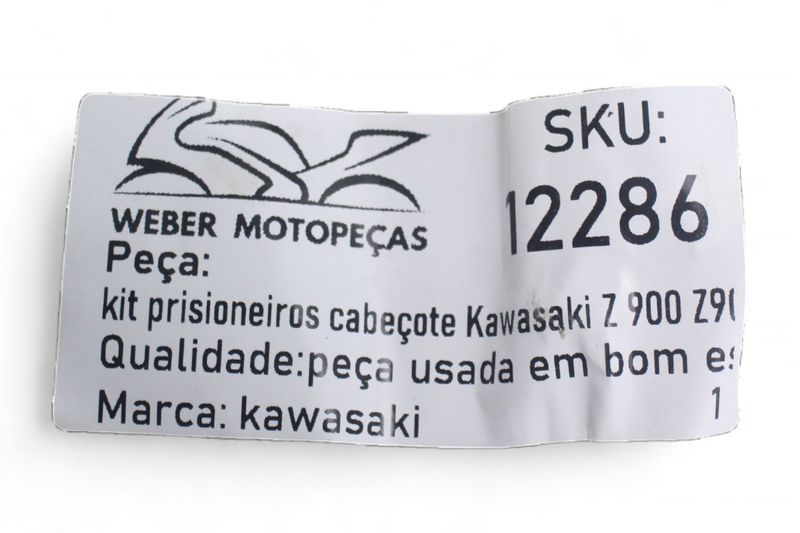 SKU:
12286
WEBER MOTOPEÇAS
Peça:
kit prisioneiros cabeçote Kawasaki Z 900
Qualidade:peça usada em bom
Marca: kawasaki
1